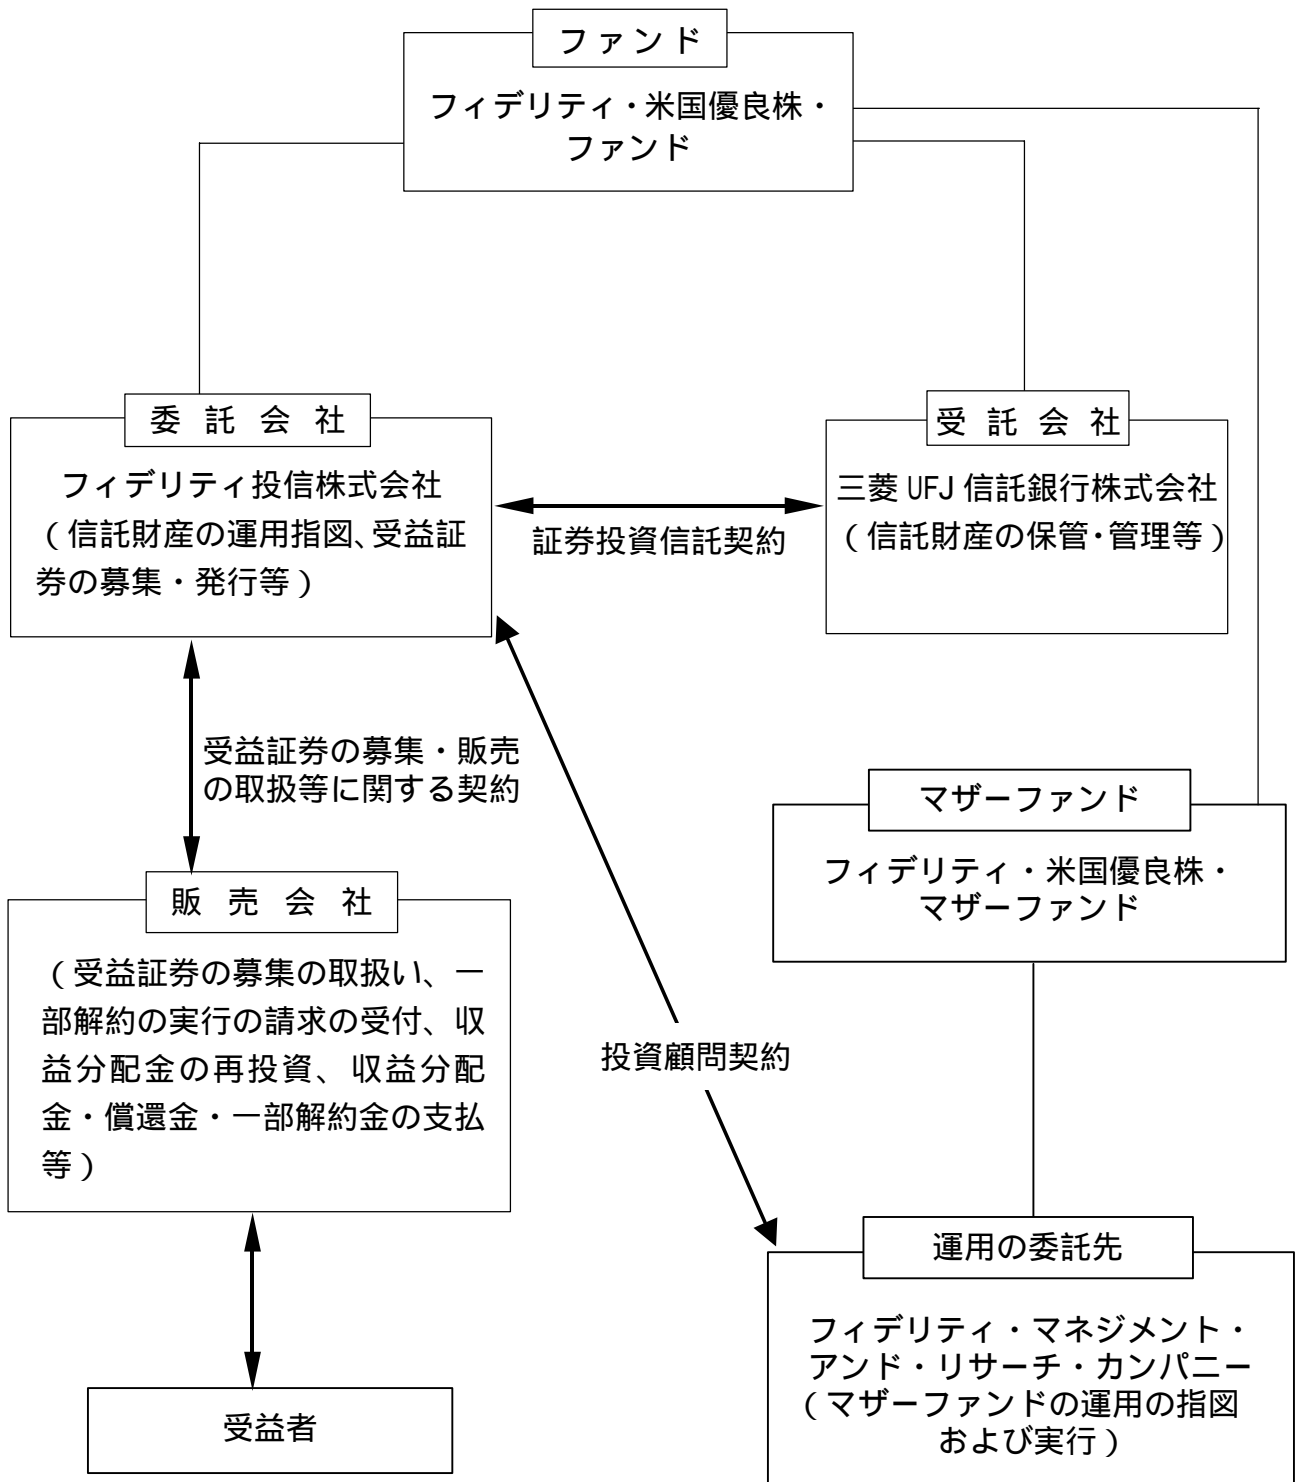 ファンド
フィデリティ・米国優良株・
ファンド
委託会社
フィデリティ投信株式会社
(信託財産の運用指図、受益証
券の募集・発行等)
証券投資信託契約
受託会社
三菱UFJ信託銀行株式会社
(信託財産の保管・管理等)
受益証券の募集・販売
の取扱等に関する契約
マザーファンド
フィデリティ・米国優良株・
マザーファンド
販売会社
(受益証券の募集の取扱い、一
部解約の実行の請求の受付、収
益分配金の再投資、収益分配
金・償還金・一部解約金の支払
等)
投資顧問契約
運用の委託先
フィデリティ・マネジメント・
アンド・リサーチ・カンパニー
(マザーファンドの運用の指図
および実行)
受益者